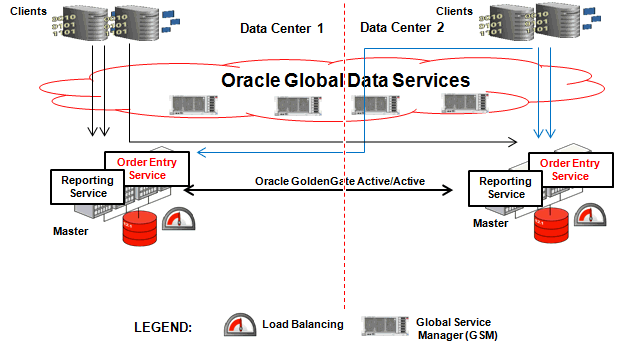 Clients
Data Center 1
Data Center 2
Clients
Oracle Global Data Services
Order Entry
Service
Reporting
Service
Master
Oracle GoldenGate Active/Active
Order Entry
Service
Reporting
Service
Master
LEGEND:
Load Balancing
Global Service
Manager (GSM)